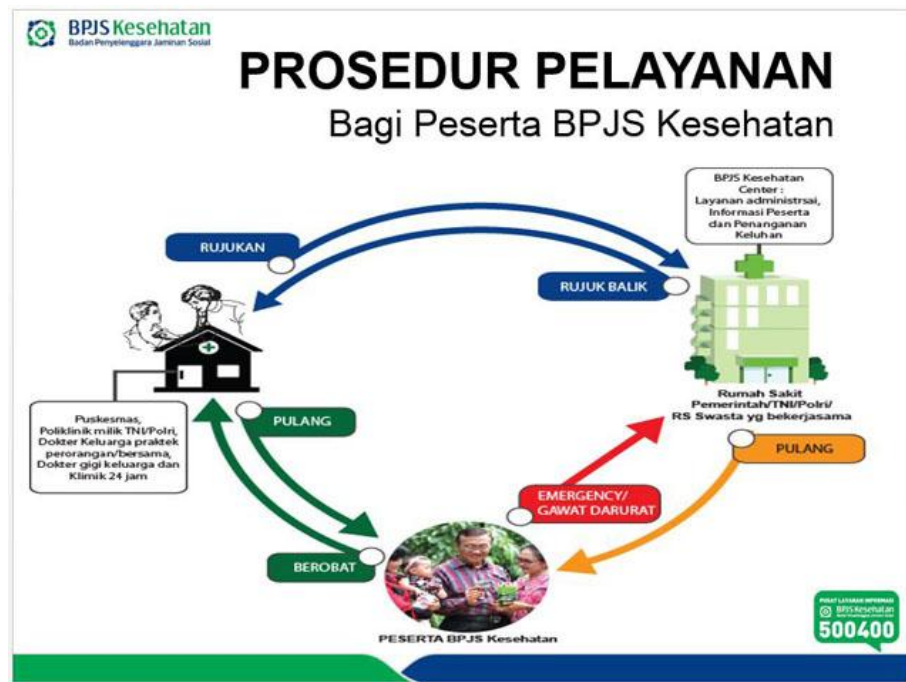 BPJS Kesehatan
Badan Penyelenggara Jaminan Sosial
PROSEDUR PELAYANAN
Bagi Peserta BPJS Kesehatan
BPJS Kesehatan
Center :
Layanan administrsai,
Informasi Peserta
dan Penanganan
Keluhan
RUJUKAN
RUJUK BALIK
Rumah Sakit
Pemerintah/TNI/Polri/
RS Swasta yg bekerjasama
Puskesmas,
Poliklinik milik TNI/Polri,
Dokter Keluarga praktek
perorangan/bersama,
Dokter gigi keluarga dan
Klimik 24 jam
PULANG
PULANG
EMERGENCY/
GAWAT DARURAT
BEROBAT
PESERTA BPJS Kesehatan
PUSAT LAYANAN INFORMASI
BPJS Kesehatan
500400